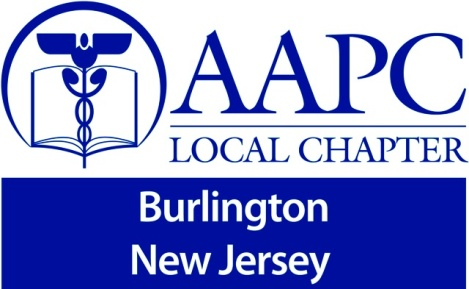 AAPC
LOCAL CHAPTER
Burlington
New Jersey